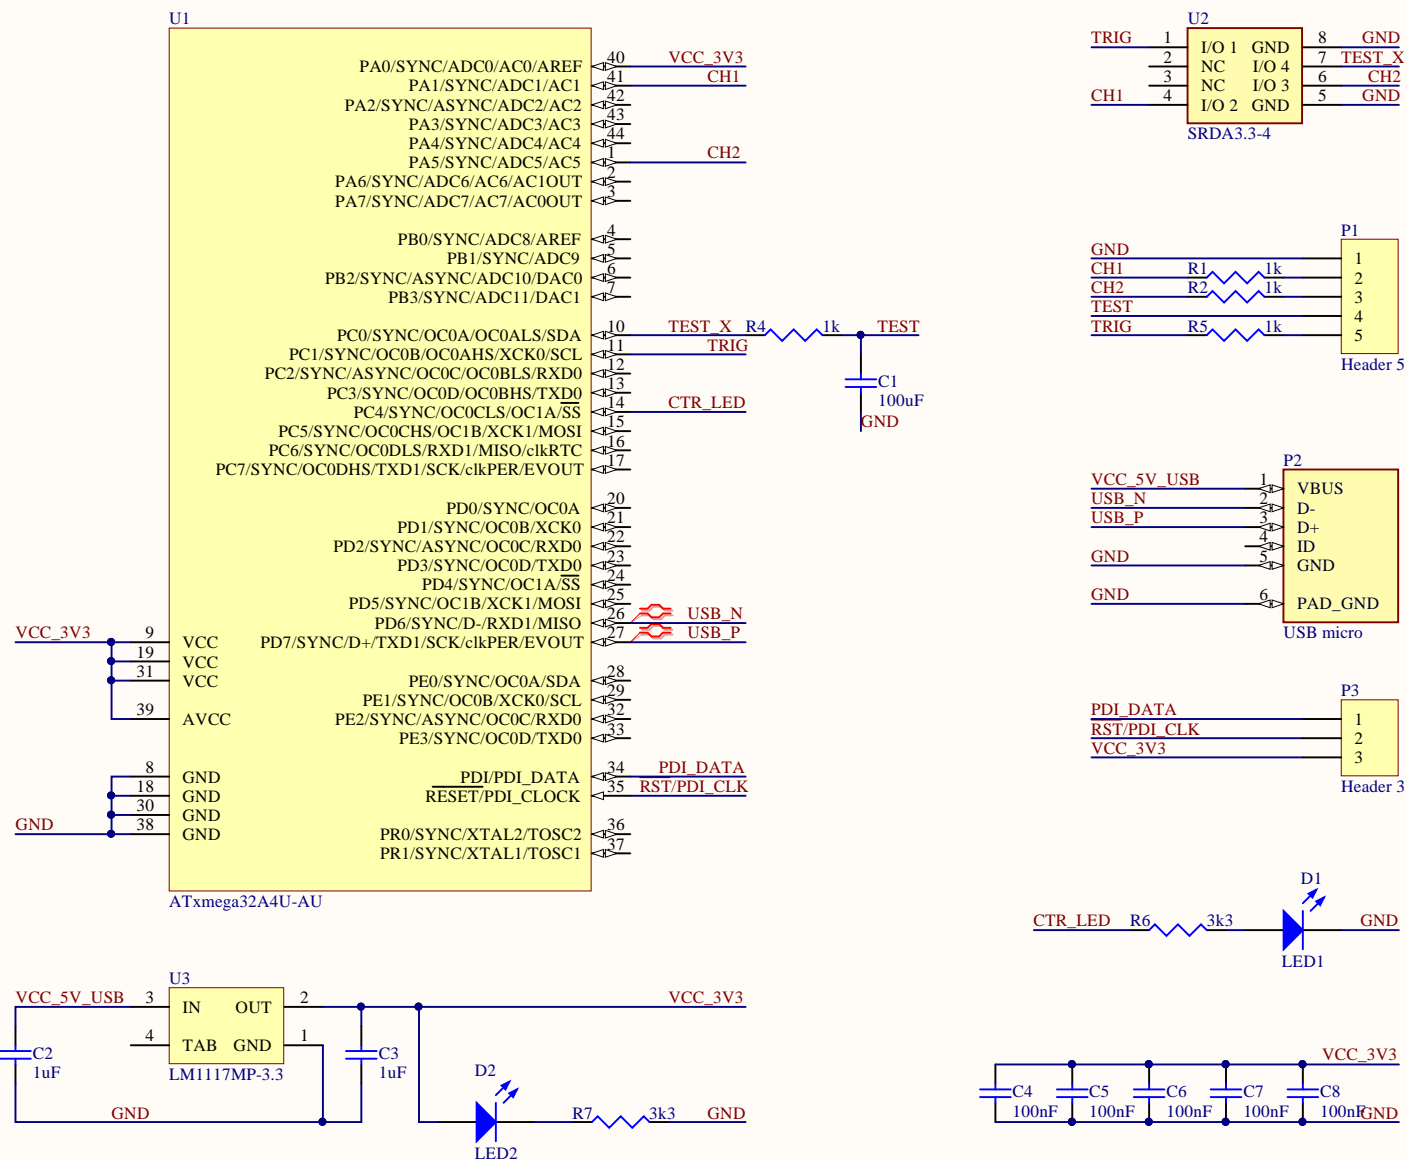 U1
PA0/SYNC/ADC0/AC0/AREF 40 VCC_3V3
PA1/SYNC/ADC1/AC1 41 CH1
PA2/SYNC/ASYNC/ADC2/AC2 42
PA3/SYNC/ADC3/AC3 43
PA4/SYNC/ADC4/AC4 44
PA5/SYNC/ADC5/AC5 1 CH2
PA6/SYNC/ADC6/AC6/AC1OUT 2
PA7/SYNC/ADC7/AC7/AC0OUT 3
PB0/SYNC/ADC8/AREF 4
PB1/SYNC/ADC9 5
PB2/SYNC/ASYNC/ADC10/DAC0 6
PB3/SYNC/ADC11/DAC1 7
PC0/SYNC/OC0A/OC0ALS/SDA 10 TEST_X R4 1k TEST
PC1/SYNC/OC0B/OC0AHS/XCK0/SCL 11 TRIG
PC2/SYNC/ASYNC/OC0C/OC0BLS/RXD0 12
PC3/SYNC/OC0D/OC0BHS/TXD0 13
PC4/SYNC/OC0CLS/OC1A/SS 14 CTR_LED
PC5/SYNC/OC0CHS/OC1B/XCK1/MOSI 15
PC6/SYNC/OC0DLS/RXD1/MISO/clkRTC 16
PC7/SYNC/OC0DHS/TXD1/SCK/clkPER/EVOUT 17
C1
100uF
GND
PD0/SYNC/OC0A 20
PD1/SYNC/OC0B/XCK0 21
PD2/SYNC/ASYNC/OC0C/RXD0 22
PD3/SYNC/OC0D/TXD0 23
PD4/SYNC/OC1A/SS 24
PD5/SYNC/OC1B/XCK1/MOSI 25
PD6/SYNC/D-/RXD1/MISO 26 USB_N
PD7/SYNC/D+/TXD1/SCK/clkPER/EVOUT 27 USB_P
VCC_3V3 9 VCC
19 VCC
31 VCC
39 AVCC
PE0/SYNC/OC0A/SDA 28
PE1/SYNC/OC0B/XCK0/SCL 29
PE2/SYNC/ASYNC/OC0C/RXD0 32
PE3/SYNC/OC0D/TXD0 33
8 GND
18 GND
30 GND
GND 38 GND
PDI/PDI_DATA 34 PDI_DATA
RESET/PDI_CLOCK 35 RST/PDI_CLK
PR0/SYNC/XTAL2/TOSC2 36
PR1/SYNC/XTAL1/TOSC1 37
ATxmega32A4U-AU
U2
TRIG 1 I/O 1 GND 8 GND
2 NC I/O 4 7 TEST_X
3 NC I/O 3 6 CH2
CH1 4 I/O 2 GND 5 GND
SRDA3.3-4
P1
GND 1
CH1 R1 1k 2
CH2 R2 1k 3
TEST 4
TRIG R5 1k 5
Header 5
P2
VCC_5V_USB 1 VBUS
USB_N 2 D-
USB_P 3 D+
4 ID
GND 5 GND
GND 6 PAD_GND
USB micro
P3
PDI_DATA 1
RST/PDI_CLK 2
VCC_3V3 3
Header 3
D1
CTR_LED R6 3k3 GND
LED1
U3
VCC_5V_USB 3 IN OUT 2 VCC_3V3
4 TAB GND 1
LM1117MP-3.3
C2
1uF
C3
1uF
GND
D2
R7 3k3 GND
LED2
VCC_3V3
C4 C5 C6 C7 C8
100nF 100nF 100nF 100nF 100nF
GND